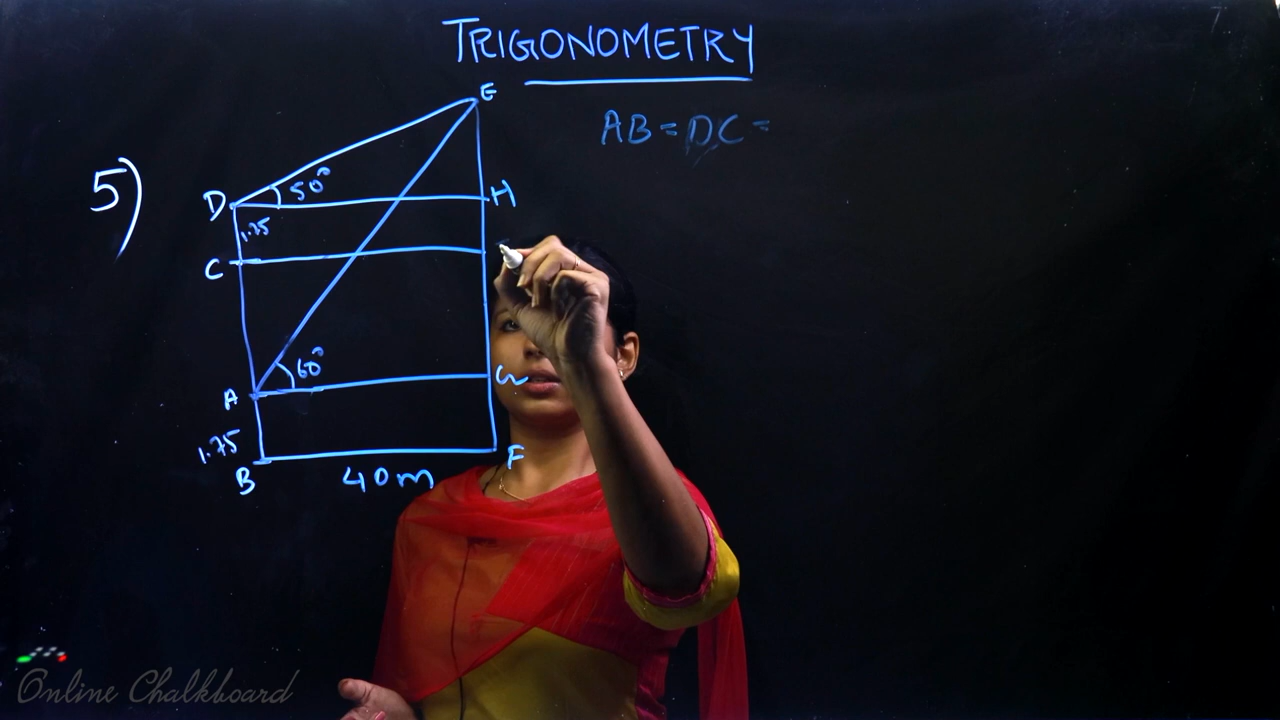 TRIGONOMETRY
E
AB = DC =
5)
50°
D
H
1.75
C
60°
A
G
1.75
B
40m
F
Online Chalkboard